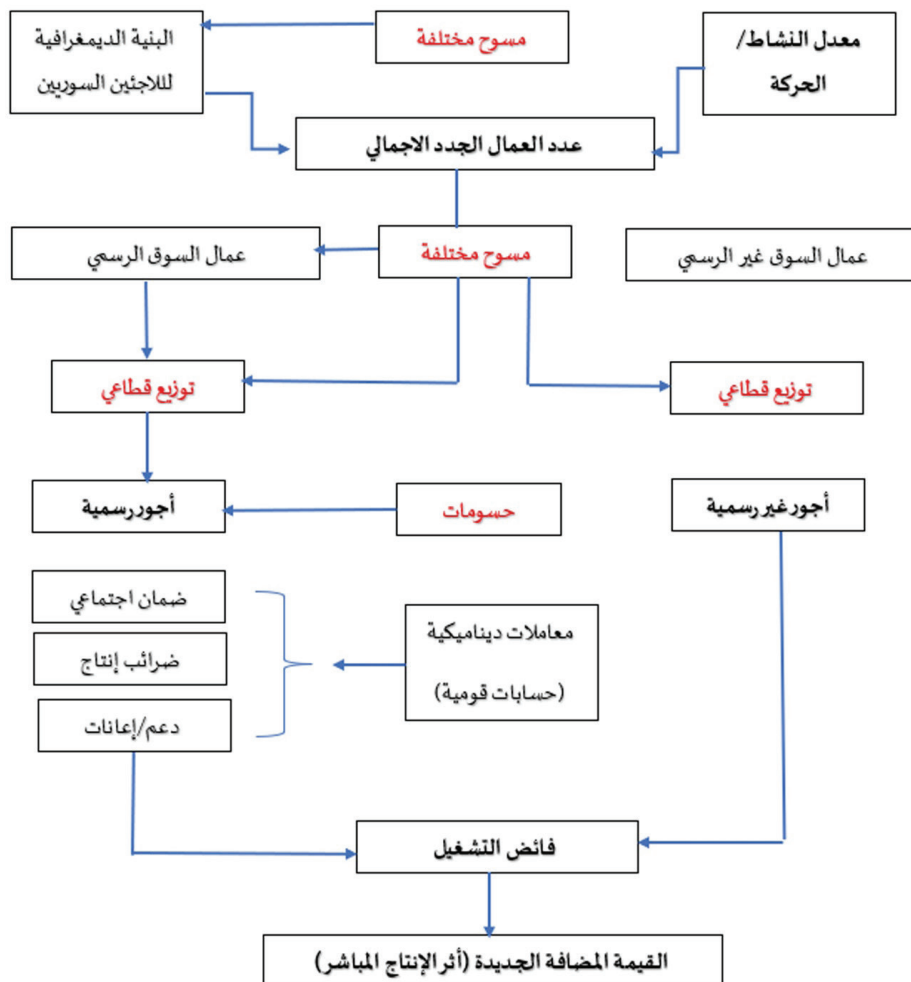 معدل النشاط/
الحركة
مسوح مختلفة
البنية الديمغرافية
للاجئين السوريين
عدد العمال الجدد الاجمالي
عمال السوق غير الرسمي
مسوح مختلفة
عمال السوق الرسمي
توزيع قطاعي
توزيع قطاعي
أجور غير رسمية
حسومات
أجور رسمية
ضمان اجتماعي
معاملات ديناميكية
(حسابات قومية)
ضرائب إنتاج
دعم/إعانات
فائض التشغيل
القيمة المضافة الجديدة (أثر الإنتاج المباشر)